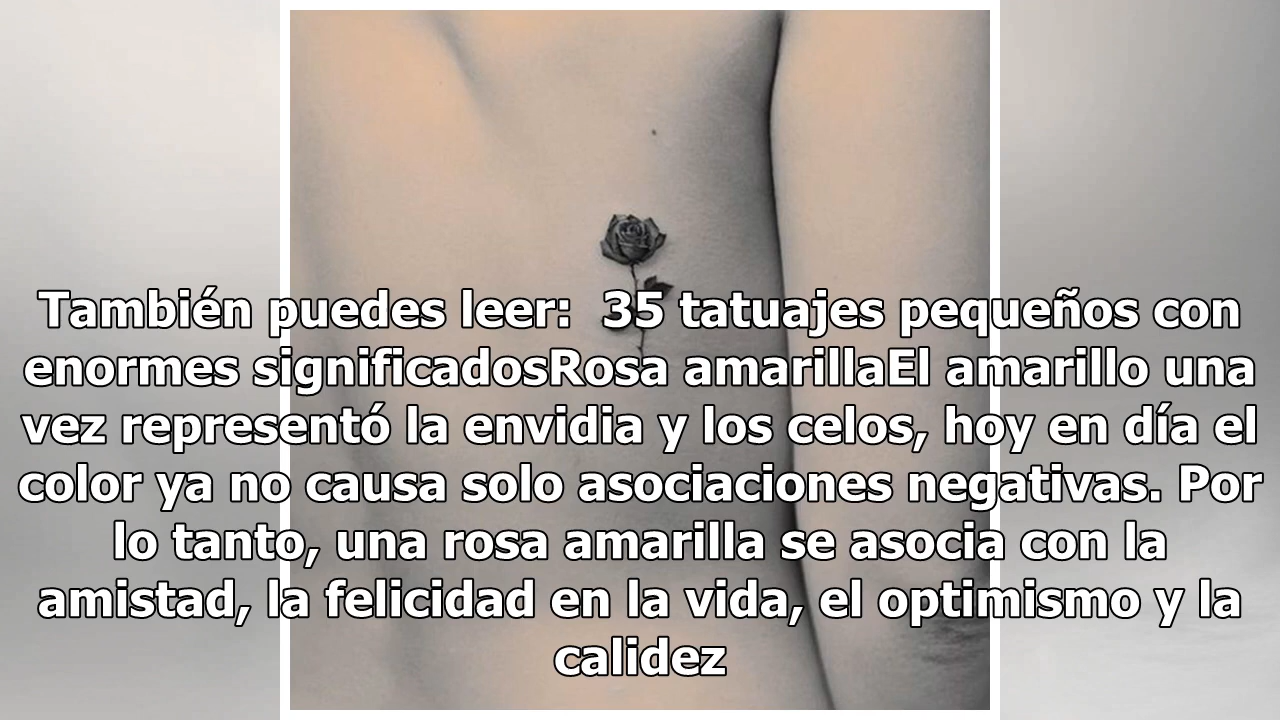 También puedes leer:  35 tatuajes pequeños con
enormes significadosRosa amarillaEl amarillo una
vez representó la envidia y los celos, hoy en día el
color ya no causa solo asociaciones negativas. Por
lo tanto, una rosa amarilla se asocia con la
amistad, la felicidad en la vida, el optimismo y la
calidez